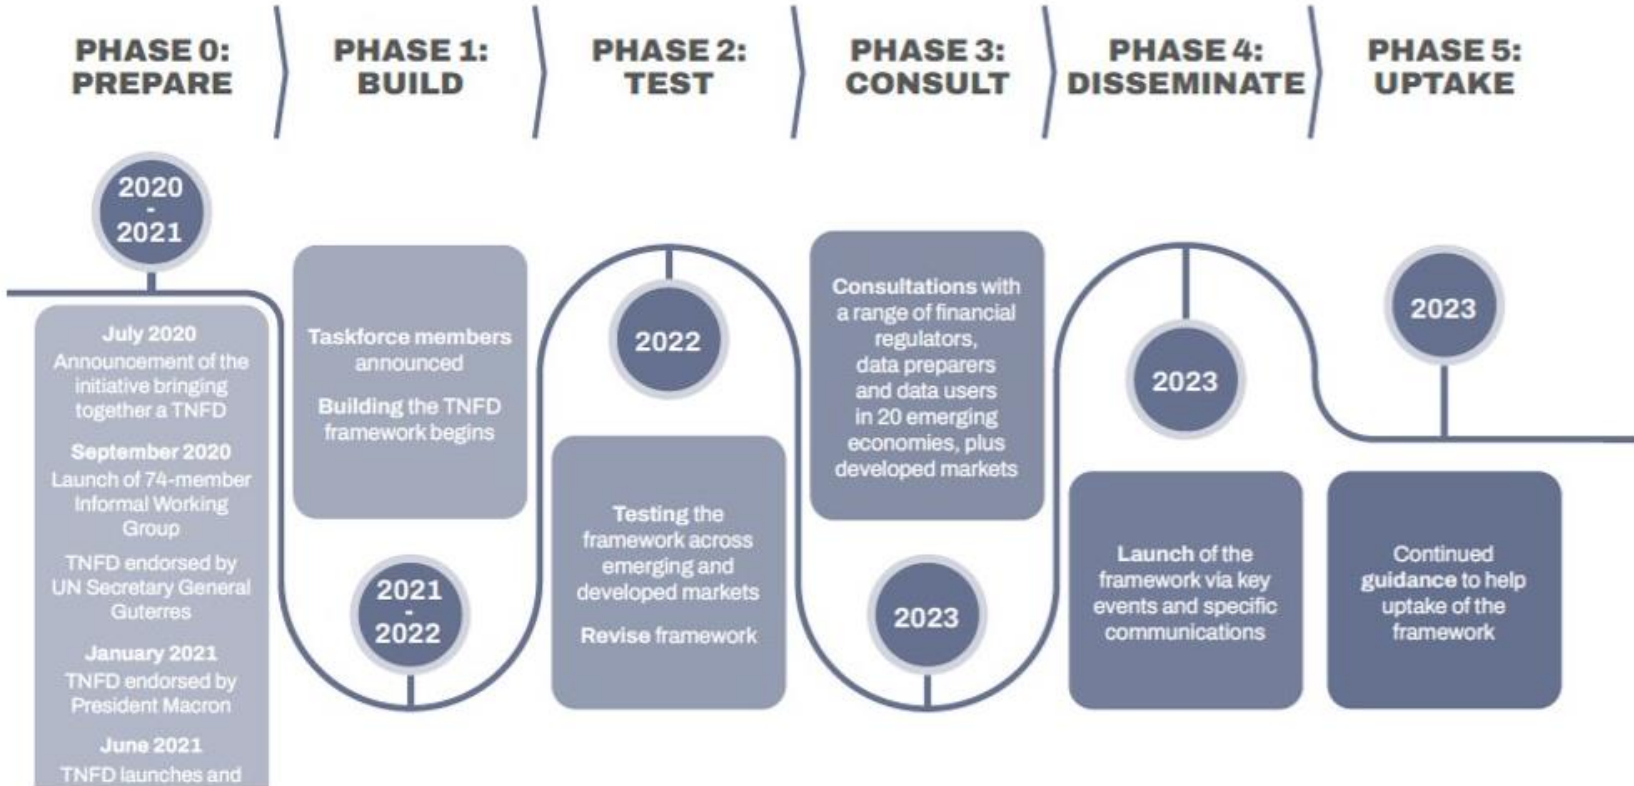 PHASE 0:
PREPARE
PHASE 1:
BUILD
PHASE 2:
TEST
PHASE 3:
CONSULT
PHASE 4:
DISSEMINATE
PHASE 5:
UPTAKE
2020
-
2021
July 2020
Announcement of the
initiative bringing
together a TNFD
September 2020
Launch of 74-member
Informal Working
Group
TNFD endorsed by
UN Secretary General
Guterres
January 2021
TNFD endorsed by
President Macron
June 2021
TNFD launches and
Taskforce members
announced
Building the TNFD
framework begins
2021
-
2022
2022
Testing the
framework across
emerging and
developed markets
Revise framework
Consultations with
a range of financial
regulators,
data preparers
and data users
in 20 emerging
economies, plus
developed markets
2023
2023
Launch of the
framework via key
events and specific
communications
2023
Continued
guidance to help
uptake of the
framework